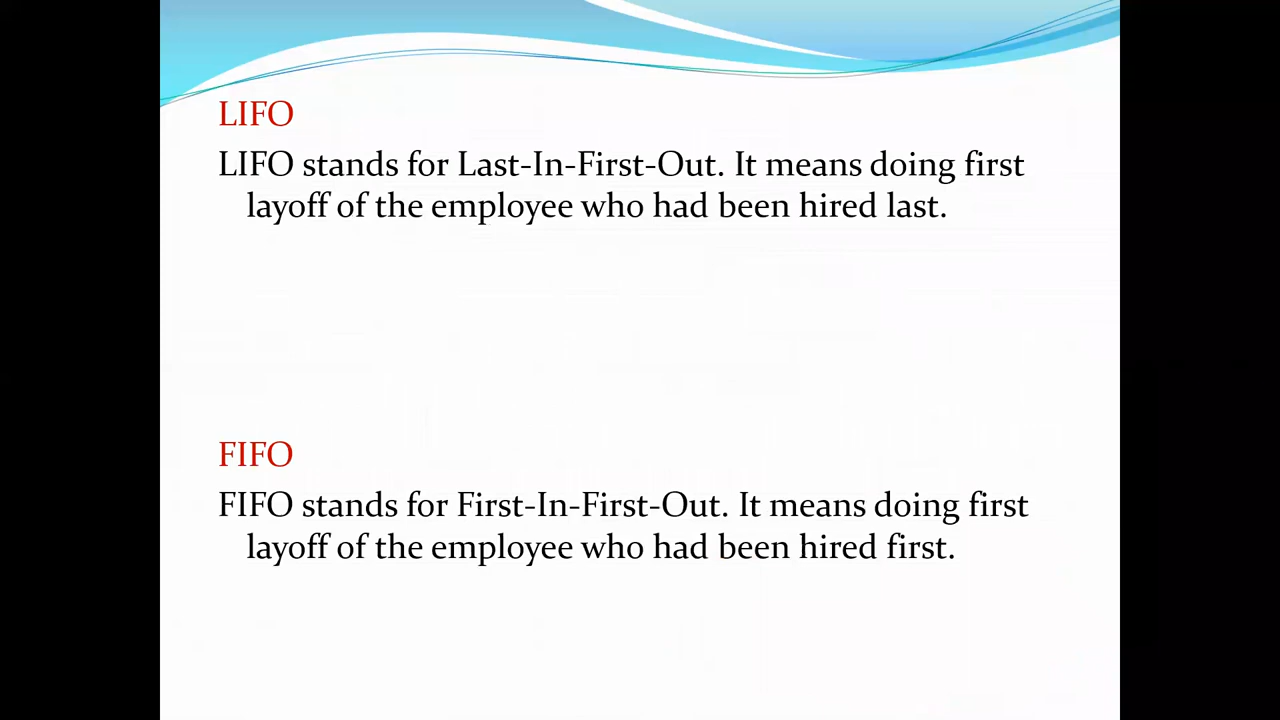 LIFO
LIFO stands for Last-In-First-Out. It means doing first
layoff of the employee who had been hired last.
FIFO
FIFO stands for First-In-First-Out. It means doing first
layoff of the employee who had been hired first.